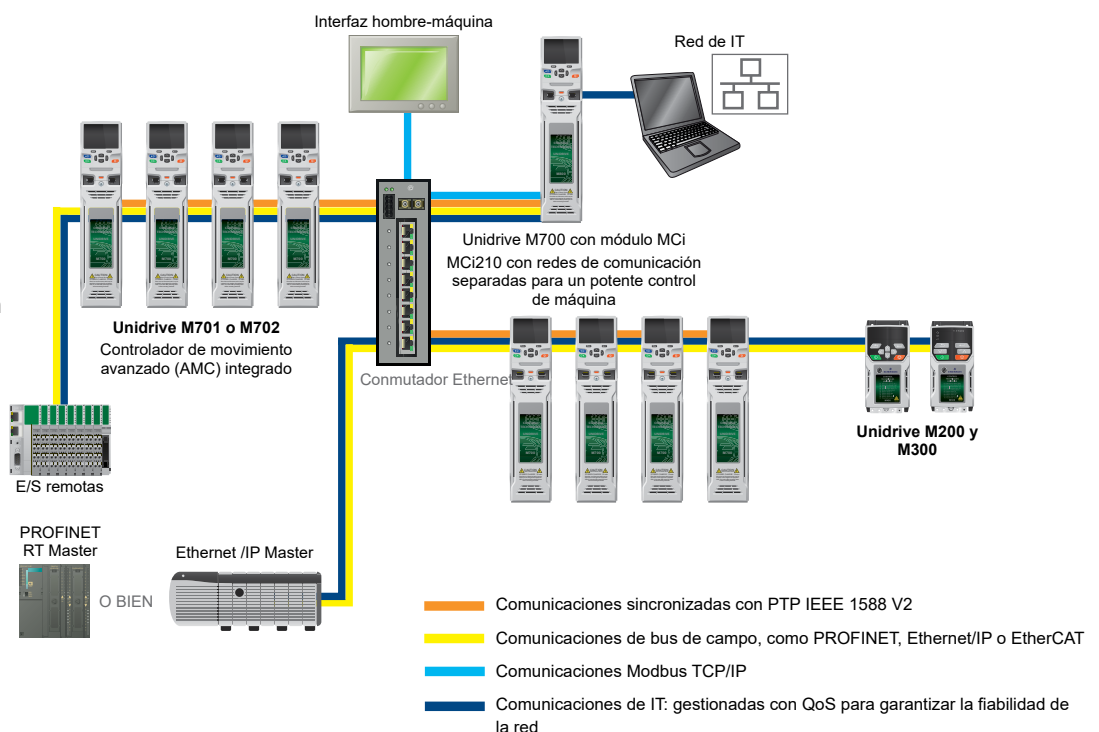 Interfaz hombre-máquina
Red de IT
Unidrive M700 con módulo MCi
MCi210 con redes de comunicación
separadas para un potente control
de máquina
Unidrive M701 o M702
Controlador de movimiento
avanzado (AMC) integrado
Conmutador Ethernet
Unidrive M200 y
M300
E/S remotas
PROFINET
RT Master
O BIEN
Ethernet /IP Master
Comunicaciones sincronizadas con PTP IEEE 1588 V2
Comunicaciones de bus de campo, como PROFINET, Ethernet/IP o EtherCAT
Comunicaciones Modbus TCP/IP
Comunicaciones de IT: gestionadas con QoS para garantizar la fiabilidad de
la red